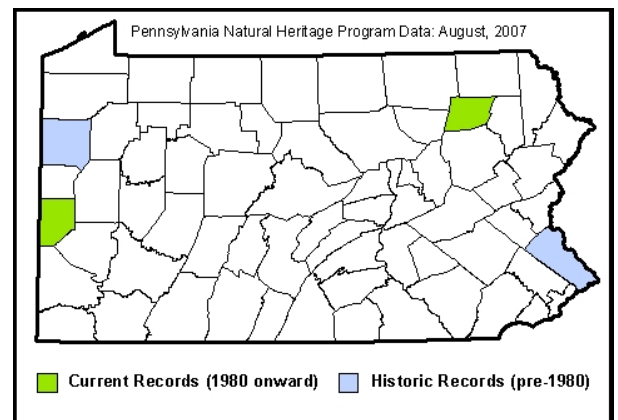 Pennsylvania Natural Heritage Program Data: August, 2007
Current Records (1980 onward) Historic Records (pre-1980)